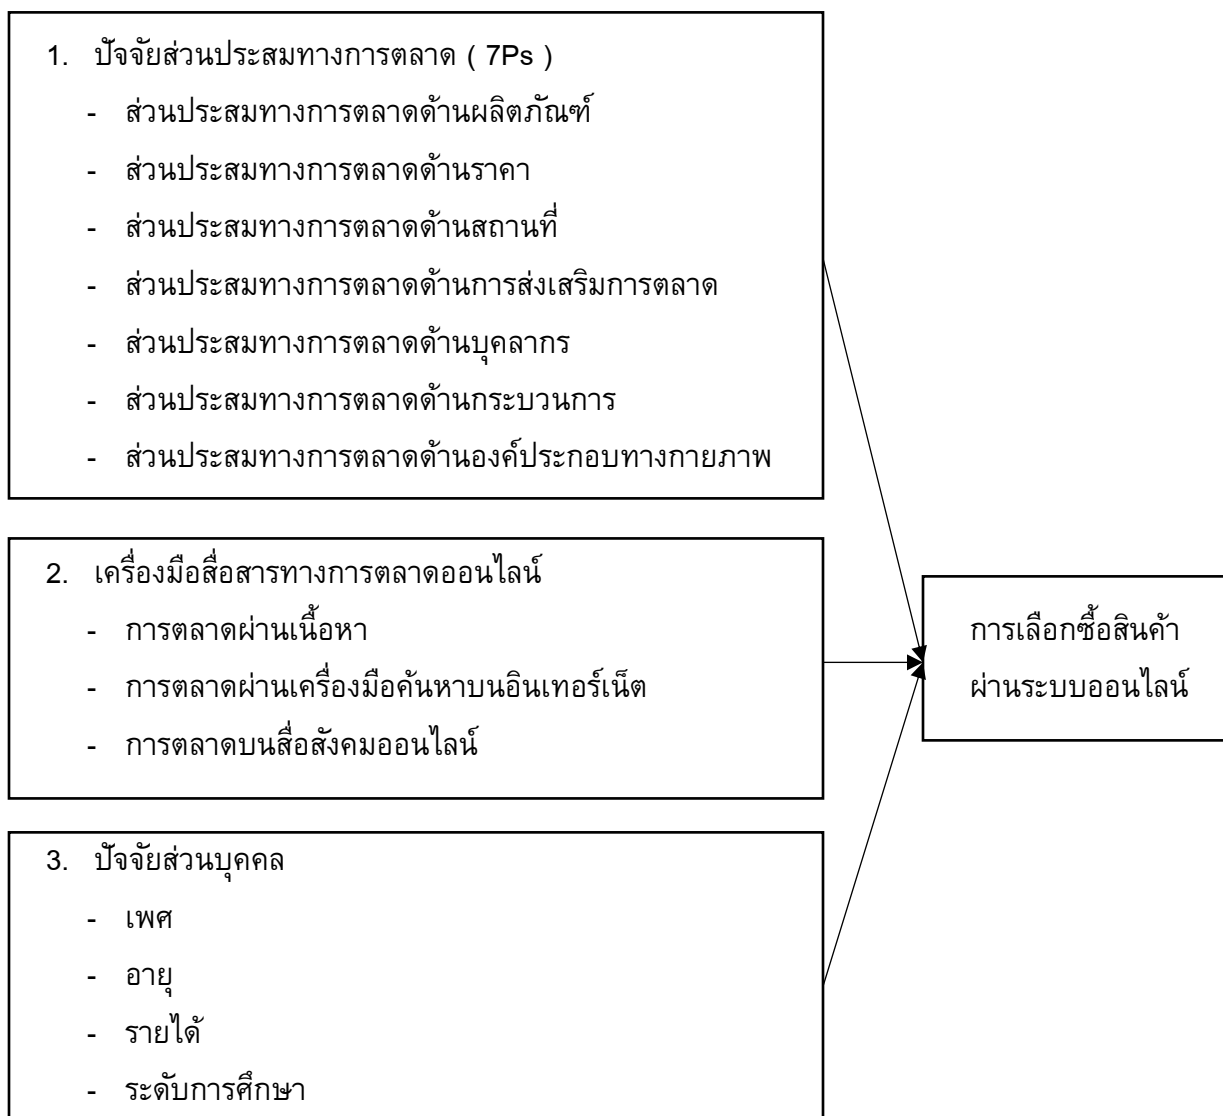 1. ปัจจัยส่วนประสมทางการตลาด ( 7Ps )
- ส่วนประสมทางการตลาดด้านผลิตภัณฑ์
- ส่วนประสมทางการตลาดด้านราคา
- ส่วนประสมทางการตลาดด้านสถานที่
- ส่วนประสมทางการตลาดด้านการส่งเสริมการตลาด
- ส่วนประสมทางการตลาดด้านบุคลากร
- ส่วนประสมทางการตลาดด้านกระบวนการ
- ส่วนประสมทางการตลาดด้านองค์ประกอบทางกายภาพ
2. เครื่องมือสื่อสารทางการตลาดออนไลน์
- การตลาดผ่านเนื้อหา
- การตลาดผ่านเครื่องมือค้นหาบนอินเทอร์เน็ต
- การตลาดบนสื่อสังคมออนไลน์
3. ปัจจัยส่วนบุคคล
- เพศ
- อายุ
- รายได้
- ระดับการศึกษา
การเลือกซื้อสินค้า
ผ่านระบบออนไลน์